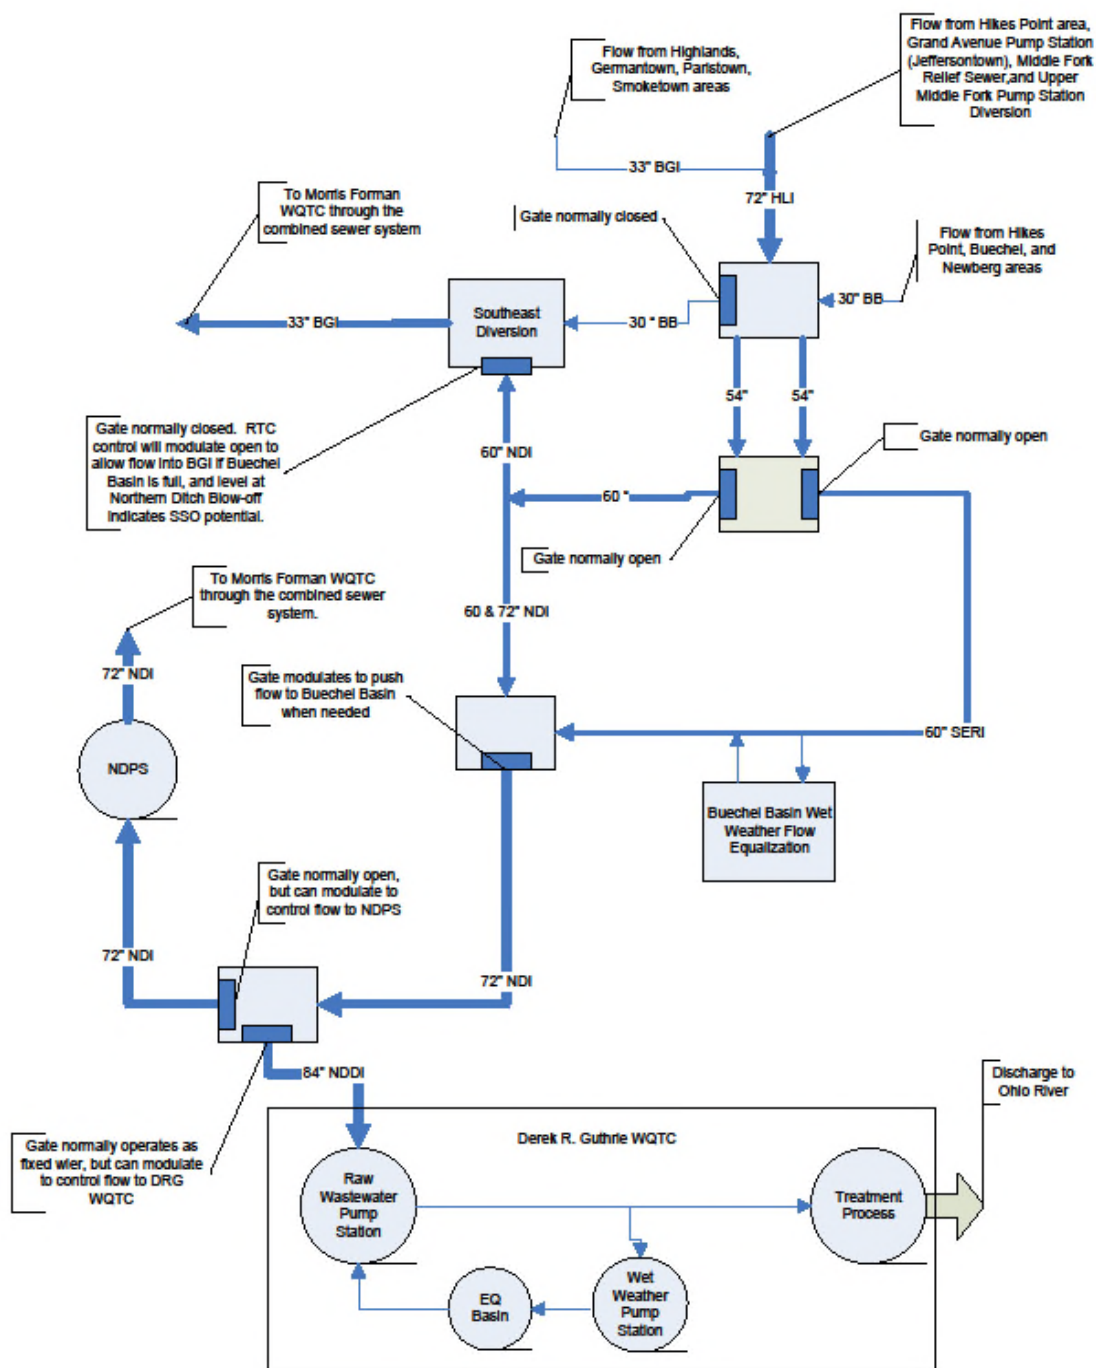 Flow from Highlands,
Germantown, Paristown,
Smoketown areas
Flow from Hikes Point area,
Grand Avenue Pump Station
(Jeffersontown), Middle Fork
Relief Sewer,and Upper
Middle Fork Pump Station
Diversion
33" BGI
72" HLI
To Morris Forman
WQTC through the
combined sewer system
Gate normally closed
Flow from Hikes
Point, Buechel, and
Newberg areas
33" BGI
Southeast
Diversion
30 " BB
30" BB
54"
54"
Gate normally closed. RTC
control will modulate open to
allow flow into BGI if Buechel
Basin is full, and level at
Northern Ditch Blow-off
indicates SSO potential.
60" NDI
Gate normally open
60 "
Gate normally open
To Morris Forman WQTC
through the combined sewer
system.
60 & 72" NDI
72" NDI
Gate modulates to push
flow to Buechel Basin
when needed
60" SERI
NDPS
Buechel Basin Wet
Weather Flow
Equalization
Gate normally open,
but can modulate to
control flow to NDPS
72" NDI
72" NDI
84" NDDI
Discharge to
Ohio River
Gate normally operates as
fixed wier, but can modulate
to control flow to DRG
WQTC
Derek R. Guthrie WQTC
Raw
Wastewater
Pump
Station
Treatment
Process
EQ
Basin
Wet
Weather
Pump
Station